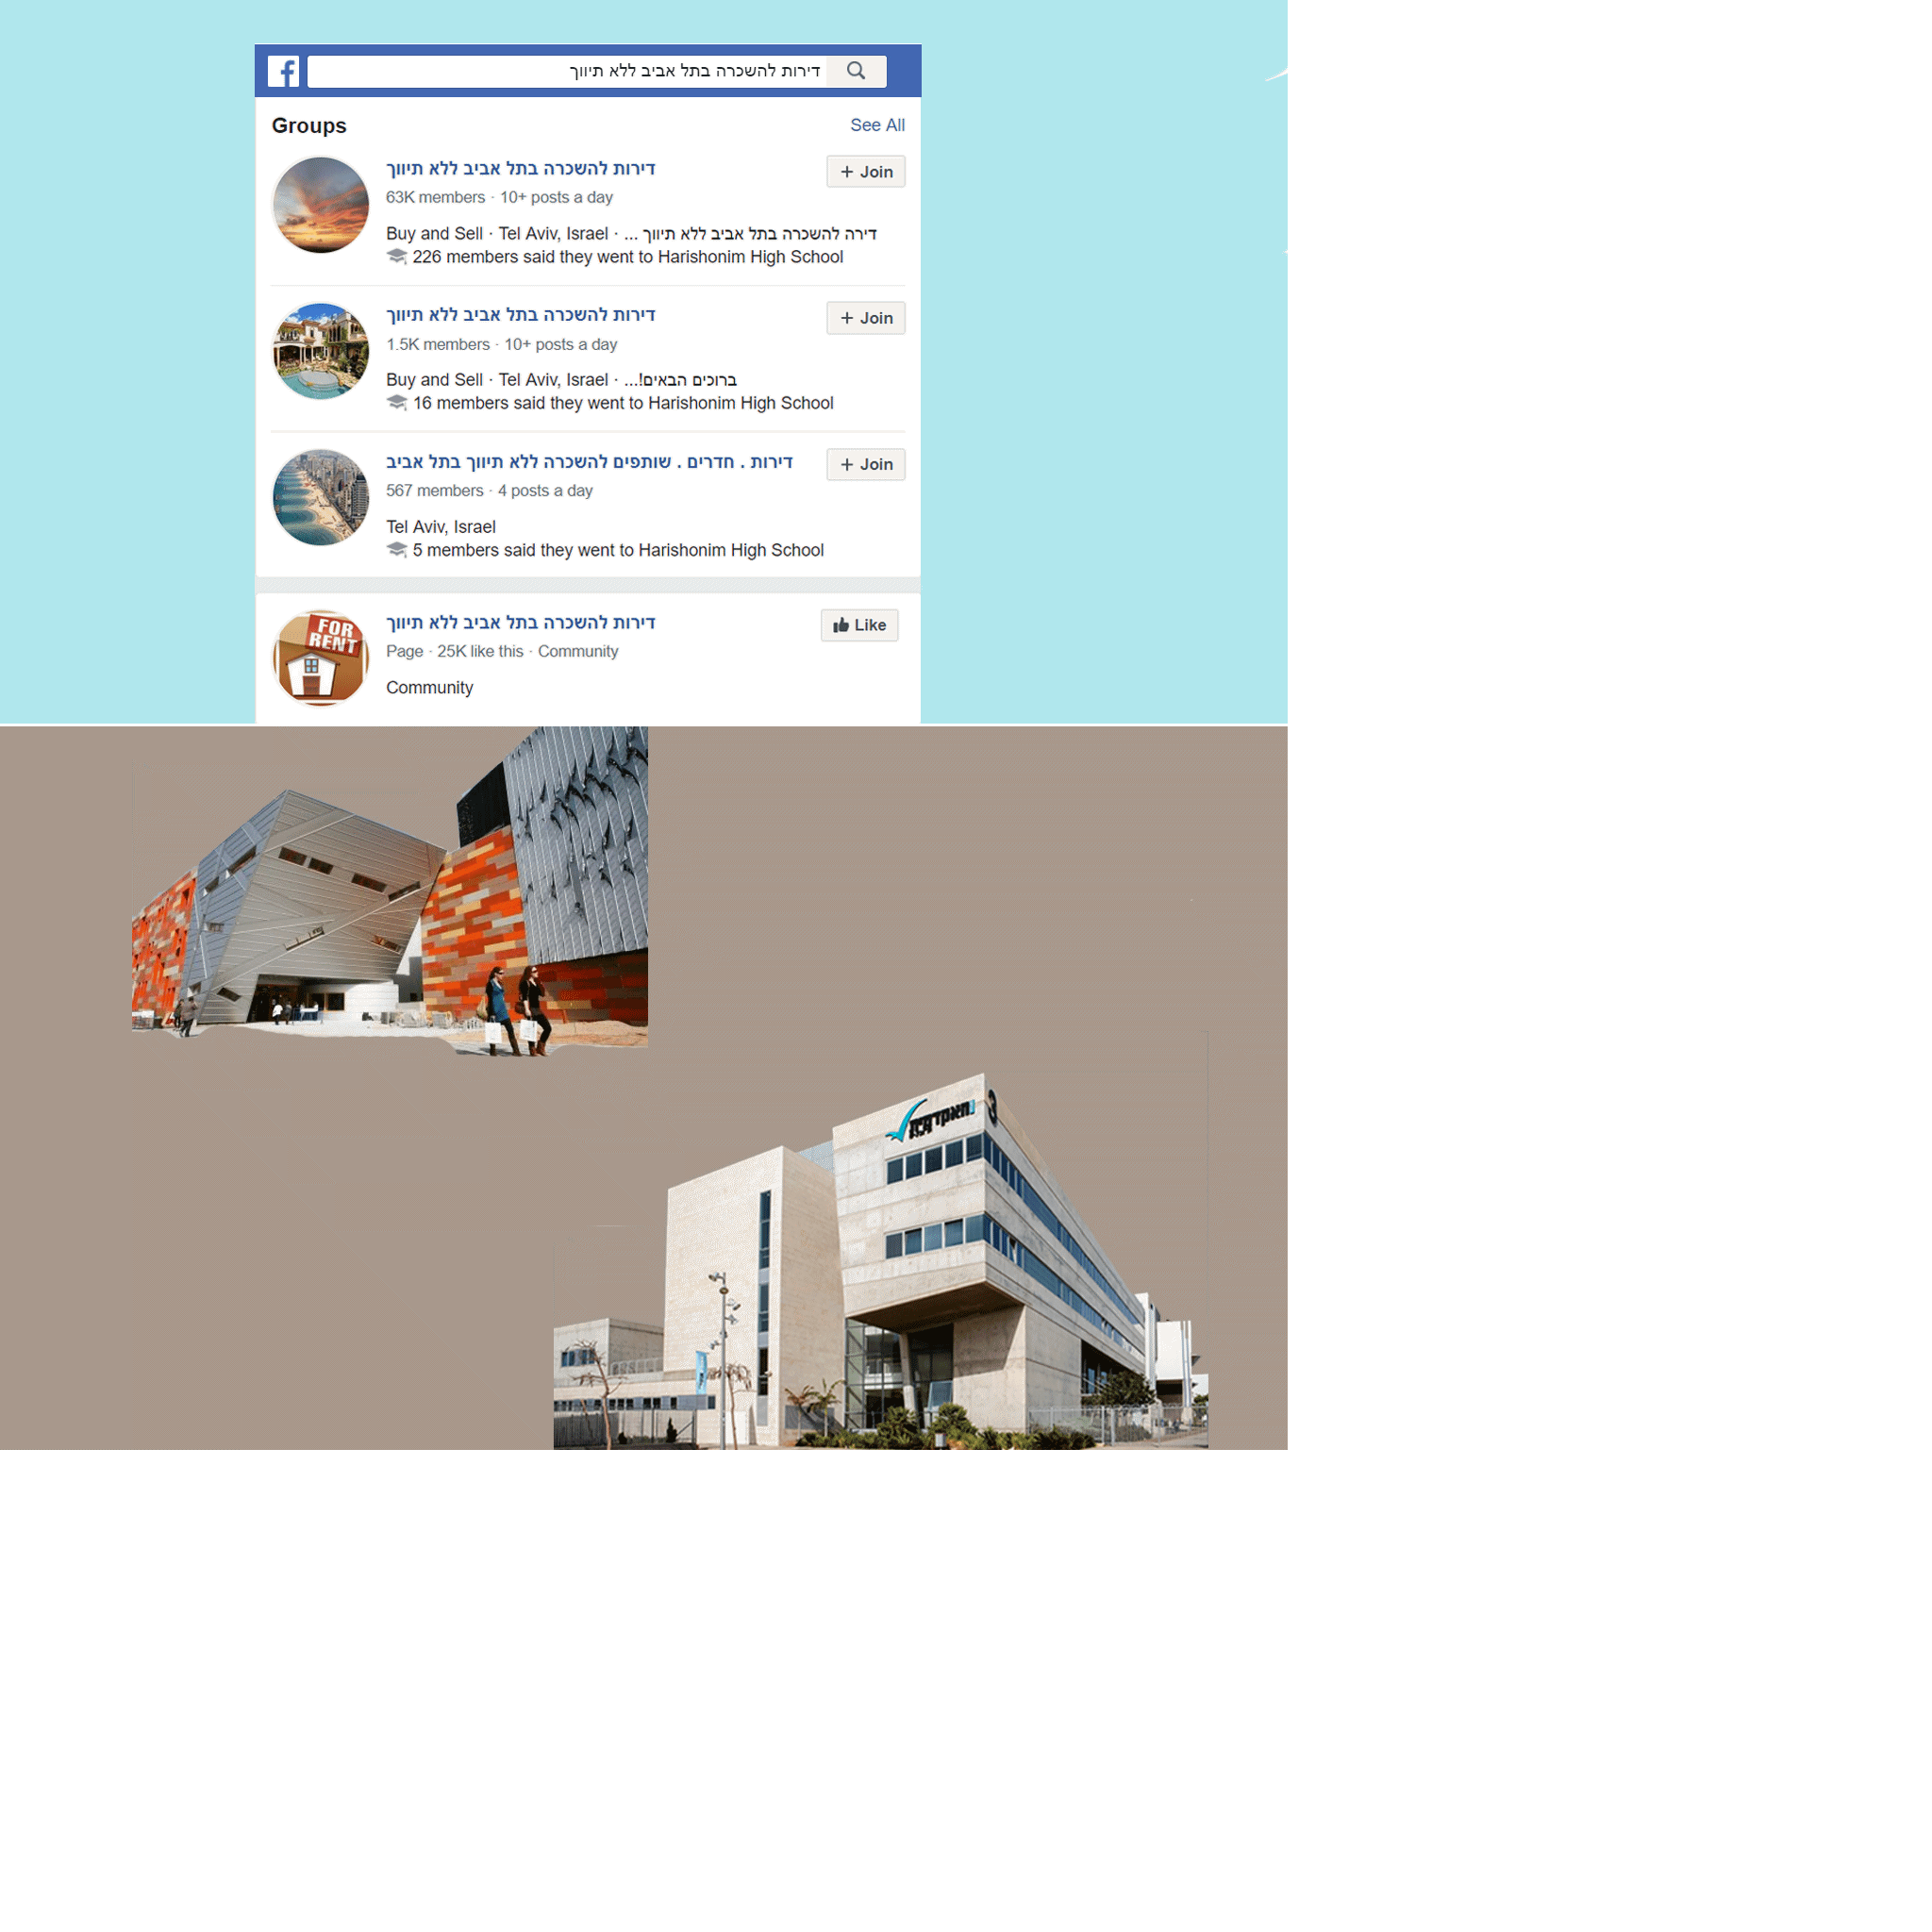 דירות להשכרה בתל אביב ללא תיווך
Groups
See All
דירות להשכרה בתל אביב ללא תיווך
+ Join
63K members · 10+ posts a day
Buy and Sell · Tel Aviv, Israel · ... דירה להשכרה בתל אביב ללא תיווך
226 members said they went to Harishonim High School
דירות להשכרה בתל אביב ללא תיווך
+ Join
1.5K members · 10+ posts a day
Buy and Sell · Tel Aviv, Israel · ...ברוכים הבאים!
16 members said they went to Harishonim High School
דירות . חדרים . שותפים להשכרה ללא תיווך בתל אביב
+ Join
567 members · 4 posts a day
Tel Aviv, Israel
5 members said they went to Harishonim High School
FOR
RENT
דירות להשכרה בתל אביב ללא תיווך
Like
Page · 25K like this · Community
Community
האקדמית
3